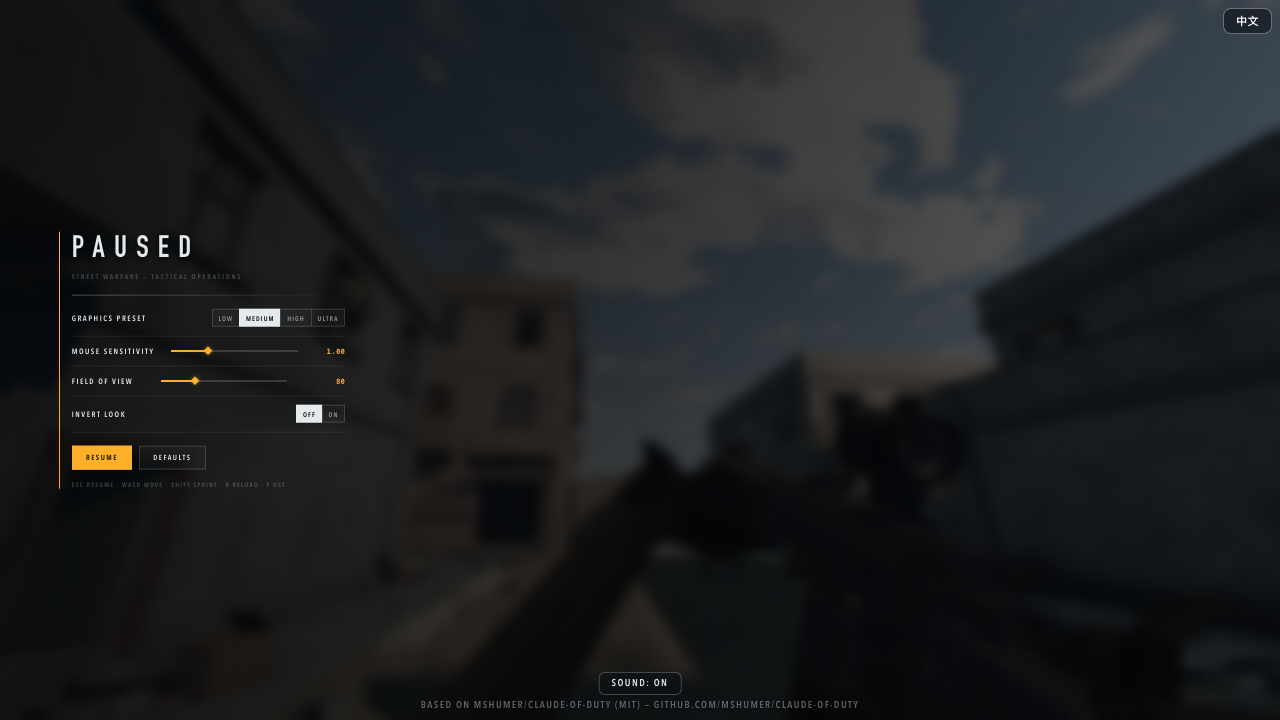 中文
PAUSED
STREET WARFARE - TACTICAL OPERATIONS
GRAPHICS PRESET LOW MEDIUM HIGH ULTRA
MOUSE SENSITIVITY 1.00
FIELD OF VIEW 80
INVERT LOOK OFF ON
RESUME DEFAULTS
ESC RESUME · WASD MOVE · SHIFT SPRINT · R RELOAD · F USE
SOUND: ON
BASED ON MSHUMER/CLAUDE-OF-DUTY (MIT) — GITHUB.COM/MSHUMER/CLAUDE-OF-DUTY